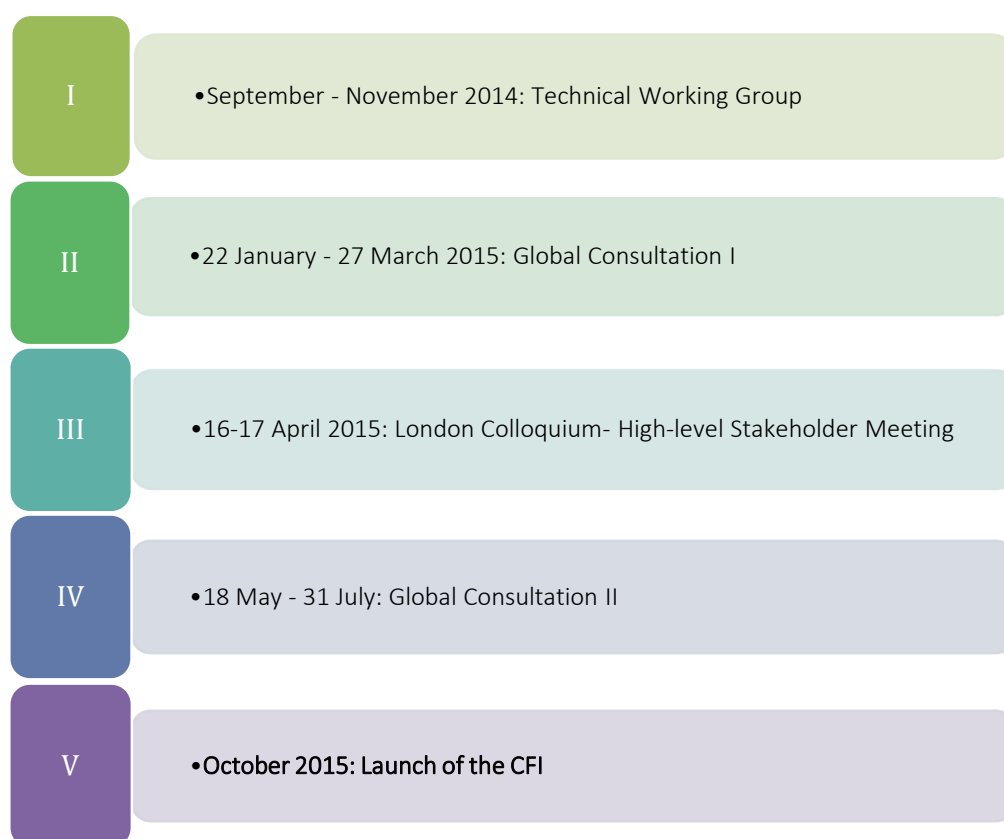 I
•September - November 2014: Technical Working Group
II
•22 January - 27 March 2015: Global Consultation I
III
•16-17 April 2015: London Colloquium- High-level Stakeholder Meeting
IV
•18 May - 31 July: Global Consultation II
V
•October 2015: Launch of the CFI